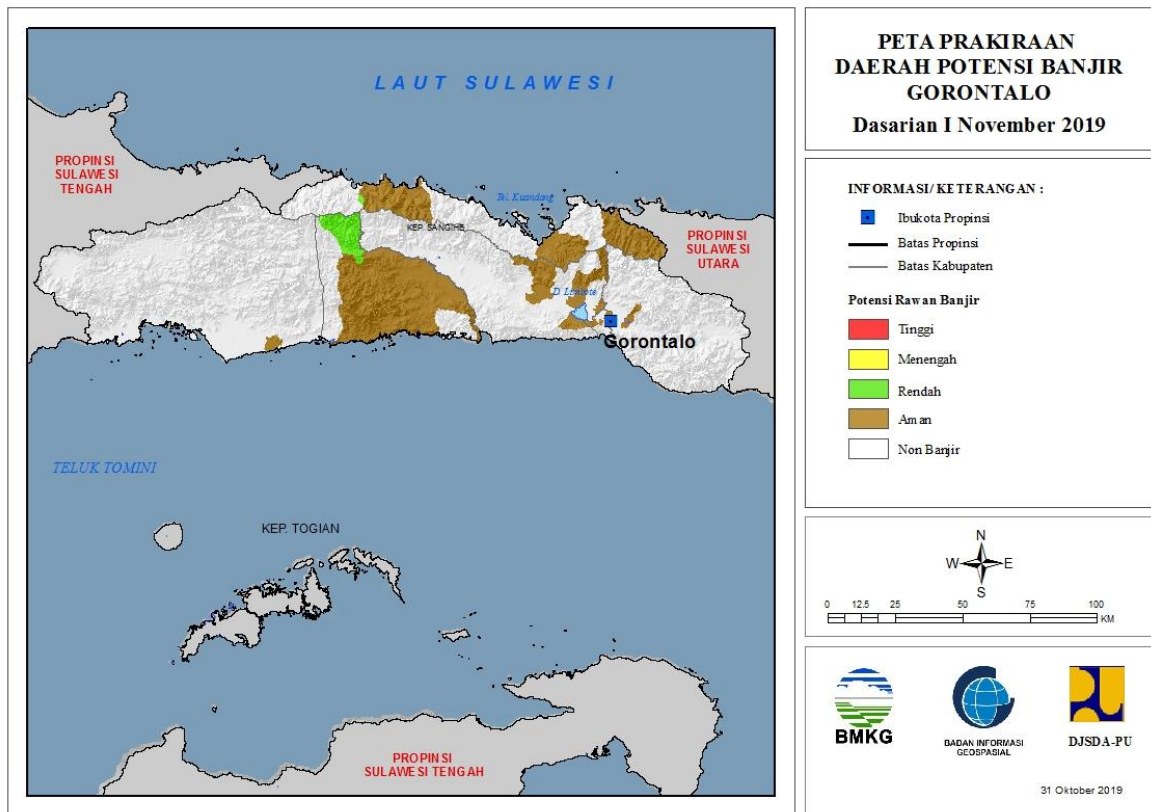 LAUT SULAWESI
PROPINSI
SULAWESI
TENGAH
Tel. Kuandang
KEP. SANGIHE
PROPINSI
SULAWESI
UTARA
D. Limboto
Gorontalo
TELUK TOMINI
KEP. TOGIAN
PROPINSI
SULAWESI TENGAH
PETA PRAKIRAAN
DAERAH POTENSI BANJIR
GORONTALO
Dasarian I November 2019
INFORMASI/ KETERANGAN :
Ibukota Propinsi
Batas Propinsi
Batas Kabupaten
Potensi Rawan Banjir
Tinggi
Menengah
Rendah
Aman
Non Banjir
N
W E
S
0 12.5 25 50 75 100
KM
BMKG
BADAN INFORMASI
GEOSPASIAL
DJSDA-PU
31 Oktober 2019